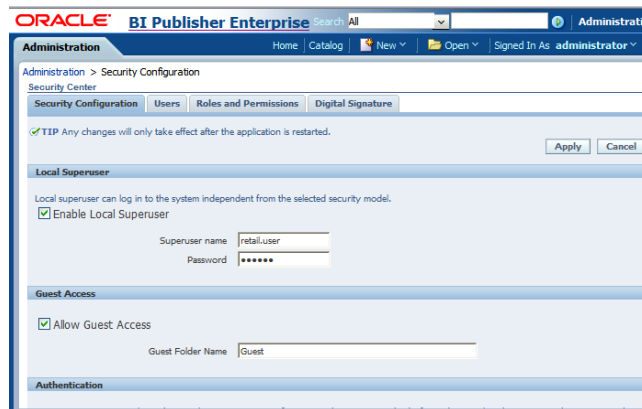 ORACLE BI Publisher Enterprise Search All Administrati
Administration Home Catalog New Open Signed In As administrator
Administration > Security Configuration
Security Center
Security Configuration Users Roles and Permissions Digital Signature
TIP Any changes will only take effect after the application is restarted.
Apply Cancel
Local Superuser
Local superuser can log in to the system independent from the selected security model.
Enable Local Superuser
Superuser name retail.user
Password ••••••
Guest Access
Allow Guest Access
Guest Folder Name Guest
Authentication